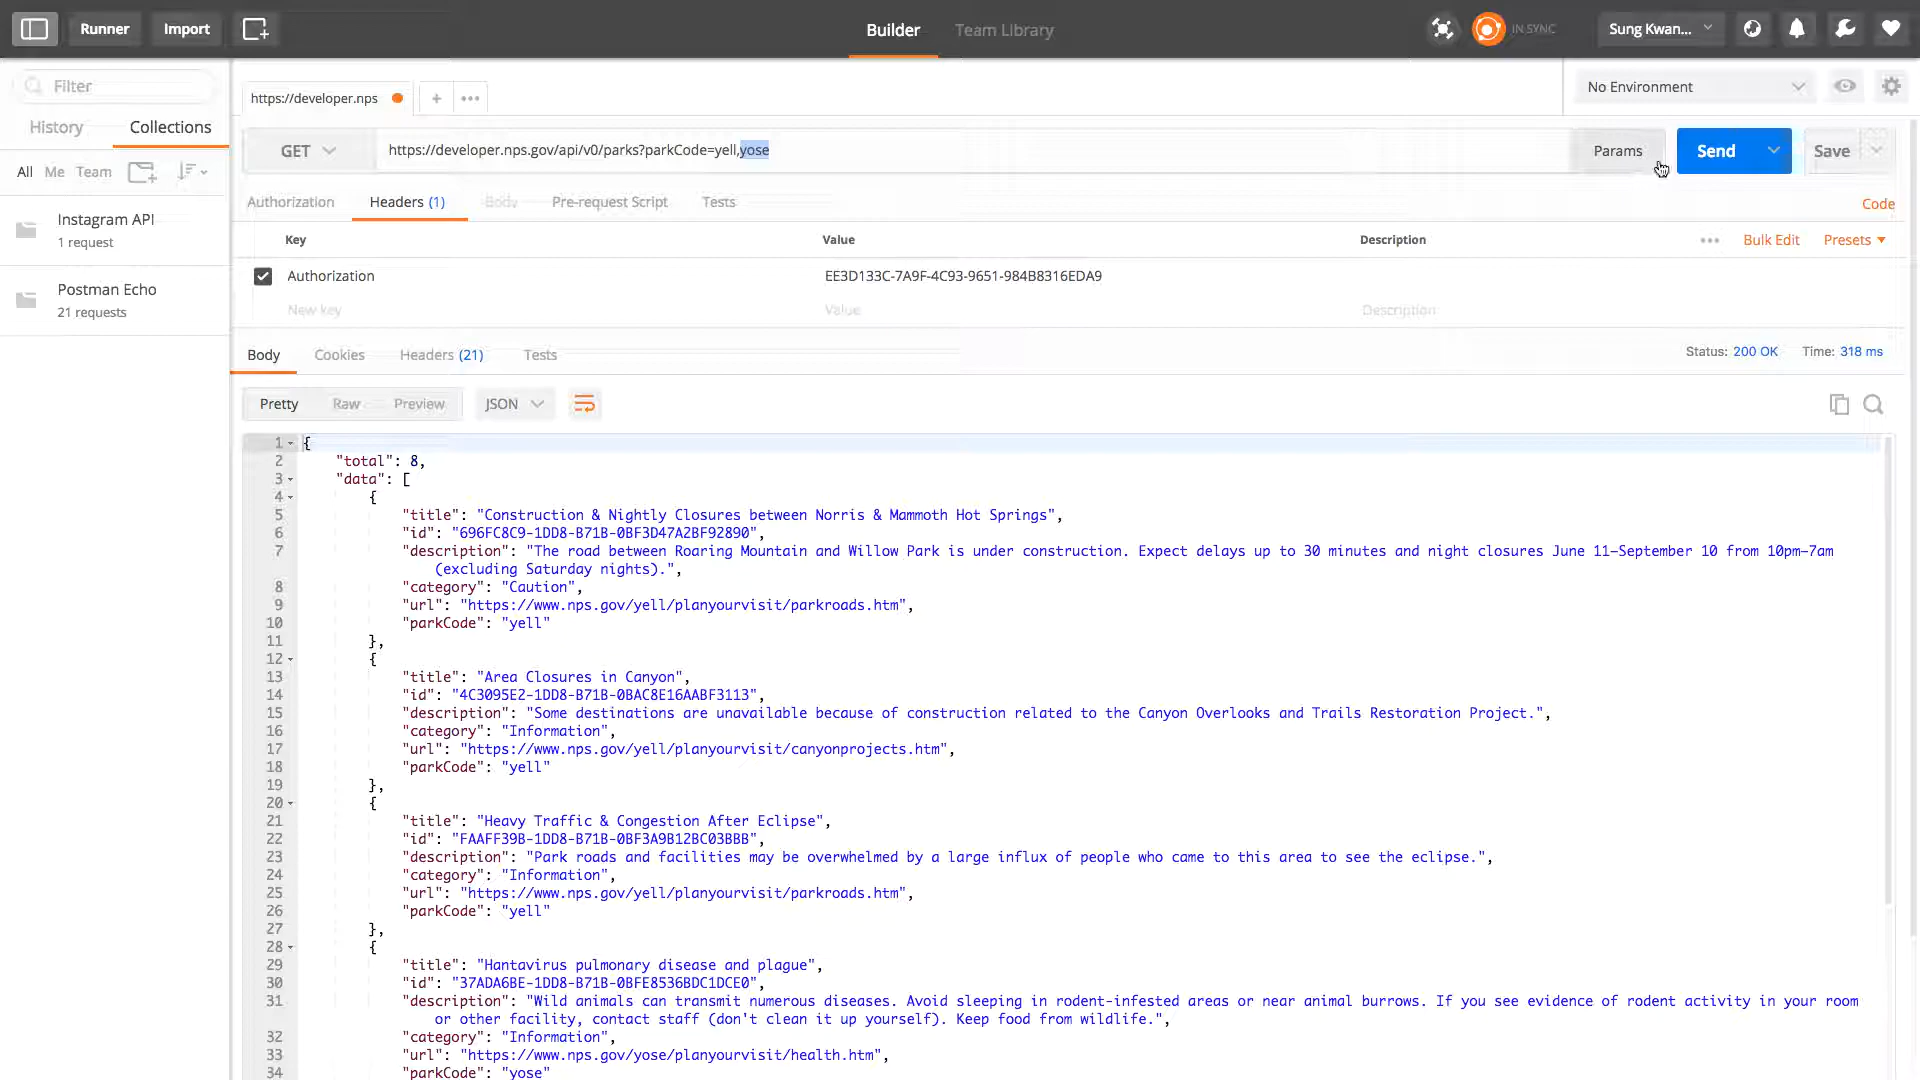 Runner Import Builder Team Library IN SYNC Sung Kwan...
Filter
https://developer.nps + ••• No Environment
History Collections
GET https://developer.nps.gov/api/v0/parks?parkCode=yell,yose Params Send Save
All Me Team
Authorization Headers (1) Body Pre-request Script Tests Code
Instagram API
1 request
Key Value Description ••• Bulk Edit Presets
Authorization EE3D133C-7A9F-4C93-9651-984B8316EDA9
Postman Echo
21 requests
New key Value Description
Body Cookies Headers (21) Tests Status: 200 OK Time: 318 ms
Pretty Raw Preview JSON
1 {
2 "total": 8,
3 "data": [
4 {
5 "title": "Construction & Nightly Closures between Norris & Mammoth Hot Springs",
6 "id": "696FC8C9-1DD8-B71B-0BF3D47A2BF92890",
7 "description": "The road between Roaring Mountain and Willow Park is under construction. Expect delays up to 30 minutes and night closures June 11-September 10 from 10pm-7am
(excluding Saturday nights).",
8 "category": "Caution",
9 "url": "https://www.nps.gov/yell/planyourvisit/parkroads.htm",
10 "parkCode": "yell"
11 },
12 {
13 "title": "Area Closures in Canyon",
14 "id": "4C3095E2-1DD8-B71B-0BAC8E16AABF3113",
15 "description": "Some destinations are unavailable because of construction related to the Canyon Overlooks and Trails Restoration Project.",
16 "category": "Information",
17 "url": "https://www.nps.gov/yell/planyourvisit/canyonprojects.htm",
18 "parkCode": "yell"
19 },
20 {
21 "title": "Heavy Traffic & Congestion After Eclipse",
22 "id": "FAAFF39B-1DD8-B71B-0BF3A9B12BC03BBB",
23 "description": "Park roads and facilities may be overwhelmed by a large influx of people who came to this area to see the eclipse.",
24 "category": "Information",
25 "url": "https://www.nps.gov/yell/planyourvisit/parkroads.htm",
26 "parkCode": "yell"
27 },
28 {
29 "title": "Hantavirus pulmonary disease and plague",
30 "id": "37ADA6BE-1DD8-B71B-0BFE8536BDC1DCE0",
31 "description": "Wild animals can transmit numerous diseases. Avoid sleeping in rodent-infested areas or near animal burrows. If you see evidence of rodent activity in your room
or other facility, contact staff (don't clean it up yourself). Keep food from wildlife.",
32 "category": "Information",
33 "url": "https://www.nps.gov/yose/planyourvisit/health.htm",
34 "parkCode": "yose"